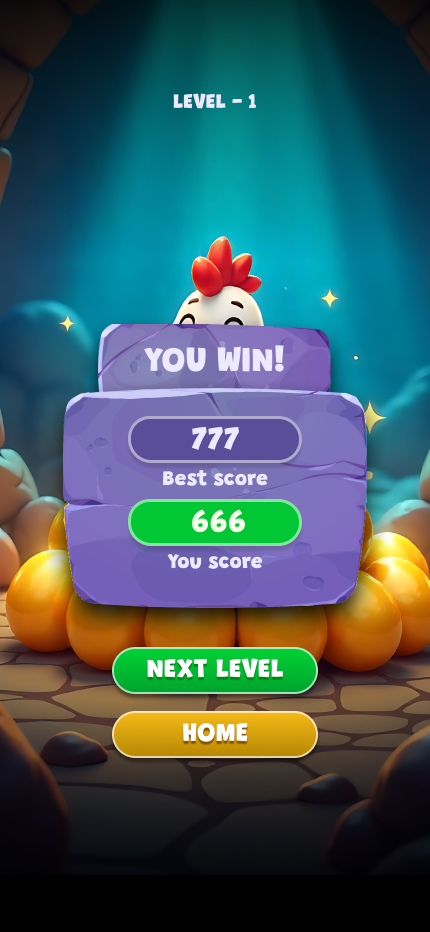 LEVEL - 1
YOU WIN!
777
Best score
666
You score
NEXT LEVEL
HOME